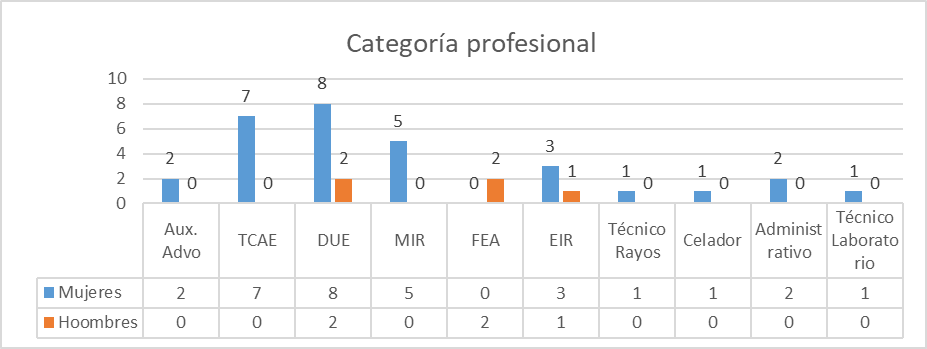 Categoría profesional
10
8
6
4
2
0
2 0 7 0 8 2 5 0 0 2 3 1 1 0 1 0 2 0 1 0
Aux.
Advo
TCAE
DUE
MIR
FEA
EIR
Técnico
Rayos
Celador
Administ
rativo
Técnico
Laborato
rio
Mujeres 2 7 8 5 0 3 1 1 2 1
Hoombres 0 0 2 0 2 1 0 0 0 0